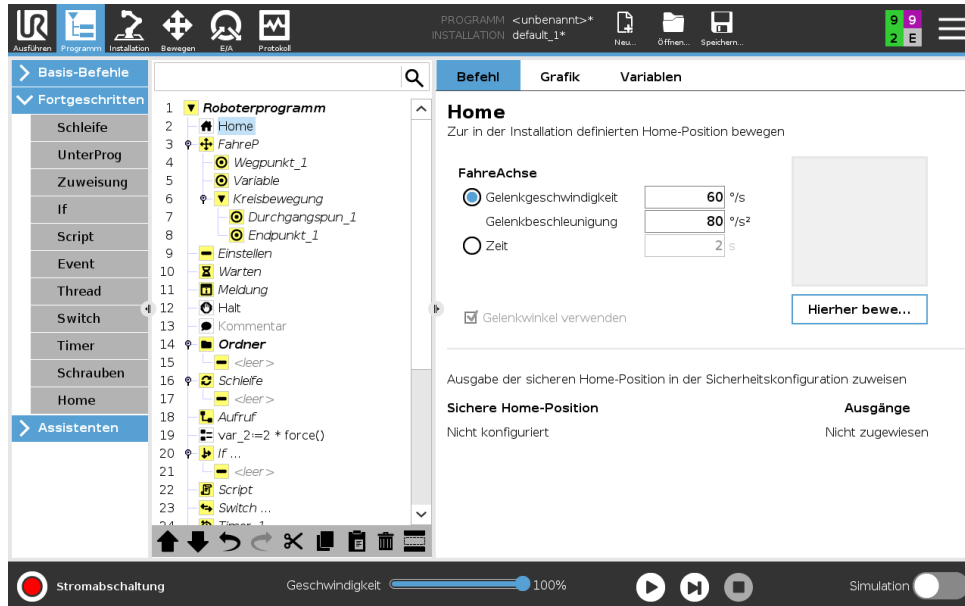 UR
Ausführen
Programm
Installation
Bewegen
E/A
Protokoll
PROGRAMM <unbenannt>*
INSTALLATION default_1*
Neu...
Öffnen...
Speichern...
9 9
2 E
Basis-Befehle
Fortgeschritten
Schleife
UnterProg
Zuweisung
If
Script
Event
Thread
Switch
Timer
Schrauben
Home
Assistenten
1 Roboterprogramm
2 Home
3 FahreP
4 Wegpunkt_1
5 Variable
6 Kreisbewegung
7 Durchgangspun_1
8 Endpunkt_1
9 Einstellen
10 Warten
11 Meldung
12 Halt
13 Kommentar
14 Ordner
15 <leer>
16 Schleife
17 <leer>
18 Aufruf
19 var_2:=2 * force()
20 If ...
21 <leer>
22 Script
23 Switch ...
24 Timer_1
Befehl Grafik Variablen
Home
Zur in der Installation definierten Home-Position bewegen
FahreAchse
Gelenkgeschwindigkeit 60 °/s
Gelenkbeschleunigung 80 °/s²
Zeit 2 s
Hierher bewe...
Gelenkwinkel verwenden
Ausgabe der sicheren Home-Position in der Sicherheitskonfiguration zuweisen
Sichere Home-Position Ausgänge
Nicht konfiguriert Nicht zugewiesen
Stromabschaltung
Geschwindigkeit 100%
Simulation